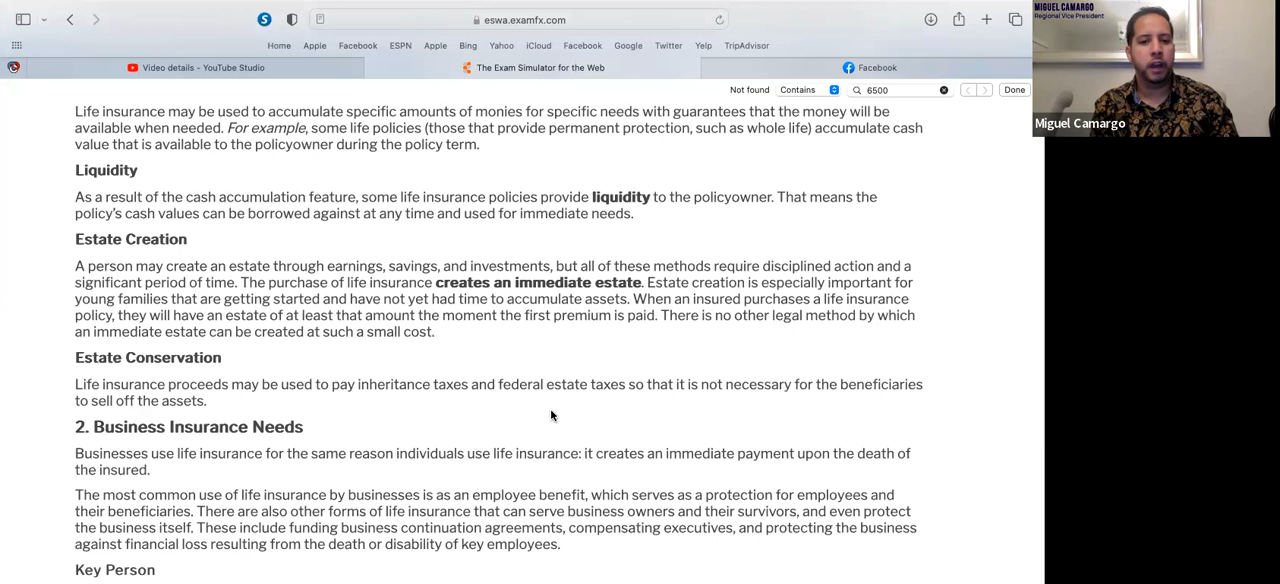 eswa.examfx.com
Home Apple Facebook ESPN Apple Bing Yahoo iCloud Facebook Google Twitter Yelp TripAdvisor
Video details - YouTube Studio
The Exam Simulator for the Web
Facebook
Not found Contains 6500 Done
MIGUEL CAMARGO
Regional Vice President
Miguel Camargo
Life insurance may be used to accumulate specific amounts of monies for specific needs with guarantees that the money will be
available when needed. For example, some life policies (those that provide permanent protection, such as whole life) accumulate cash
value that is available to the policyowner during the policy term.
Liquidity
As a result of the cash accumulation feature, some life insurance policies provide liquidity to the policyowner. That means the
policy's cash values can be borrowed against at any time and used for immediate needs.
Estate Creation
A person may create an estate through earnings, savings, and investments, but all of these methods require disciplined action and a
significant period of time. The purchase of life insurance creates an immediate estate. Estate creation is especially important for
young families that are getting started and have not yet had time to accumulate assets. When an insured purchases a life insurance
policy, they will have an estate of at least that amount the moment the first premium is paid. There is no other legal method by which
an immediate estate can be created at such a small cost.
Estate Conservation
Life insurance proceeds may be used to pay inheritance taxes and federal estate taxes so that it is not necessary for the beneficiaries
to sell off the assets.
2. Business Insurance Needs
Businesses use life insurance for the same reason individuals use life insurance: it creates an immediate payment upon the death of
the insured.
The most common use of life insurance by businesses is as an employee benefit, which serves as a protection for employees and
their beneficiaries. There are also other forms of life insurance that can serve business owners and their survivors, and even protect
the business itself. These include funding business continuation agreements, compensating executives, and protecting the business
against financial loss resulting from the death or disability of key employees.
Key Person